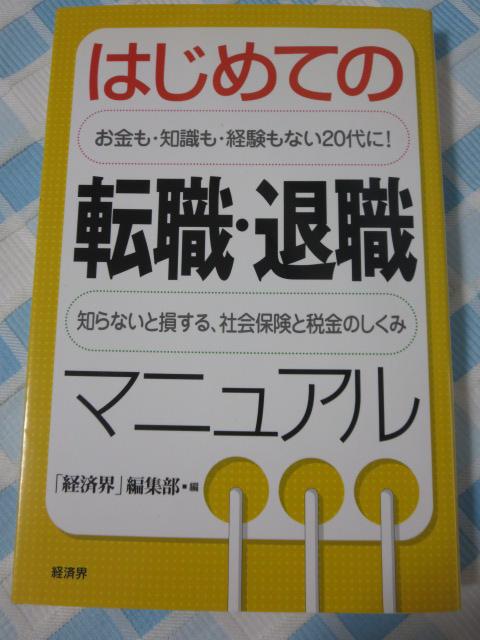 はじめての
お金も・知識も・経験もない20代に！
転職・退職
知らないと損する、社会保険と税金のしくみ
マニュアル
「経済界」編集部・編
経済界